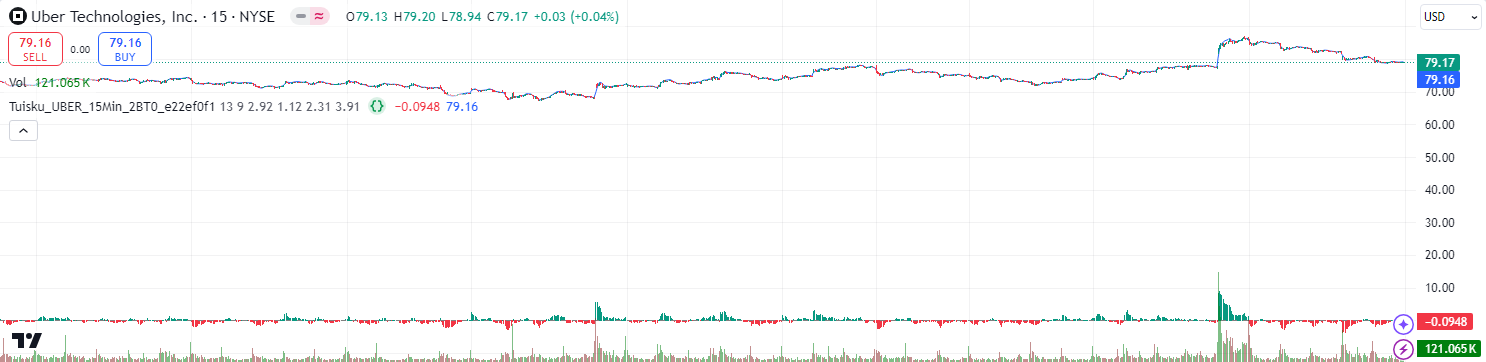 Uber Technologies, Inc. · 15 · NYSE O79.13 H79.20 L78.94 C79.17 +0.03 (+0.04%) USD
79.16 SELL 0.00 79.16 BUY
Vol 121.065 K
Tuisku_UBER_15Min_2BT0_e22ef0f1 13 9 2.92 1.12 2.31 3.91 −0.0948 79.16
79.17
79.16
70.00
60.00
50.00
40.00
30.00
20.00
10.00
−0.0948
121.065 K